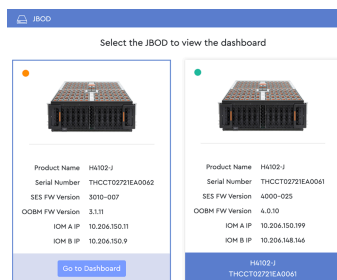 JBOD
Select the JBOD to view the dashboard
Product Name H4102-J
Serial Number THCCT02721EA0062
SES FW Version 3010-007
OOBM FW Version 3.1.11
IOM A IP 10.206.150.11
IOM B IP 10.206.150.9
Go to Dashboard
Product Name H4102-J
Serial Number THCCT02721EA0061
SES FW Version 4000-025
OOBM FW Version 4.0.10
IOM A IP 10.206.150.199
IOM B IP 10.206.148.146
H4102-J
THCCT02721EA0061